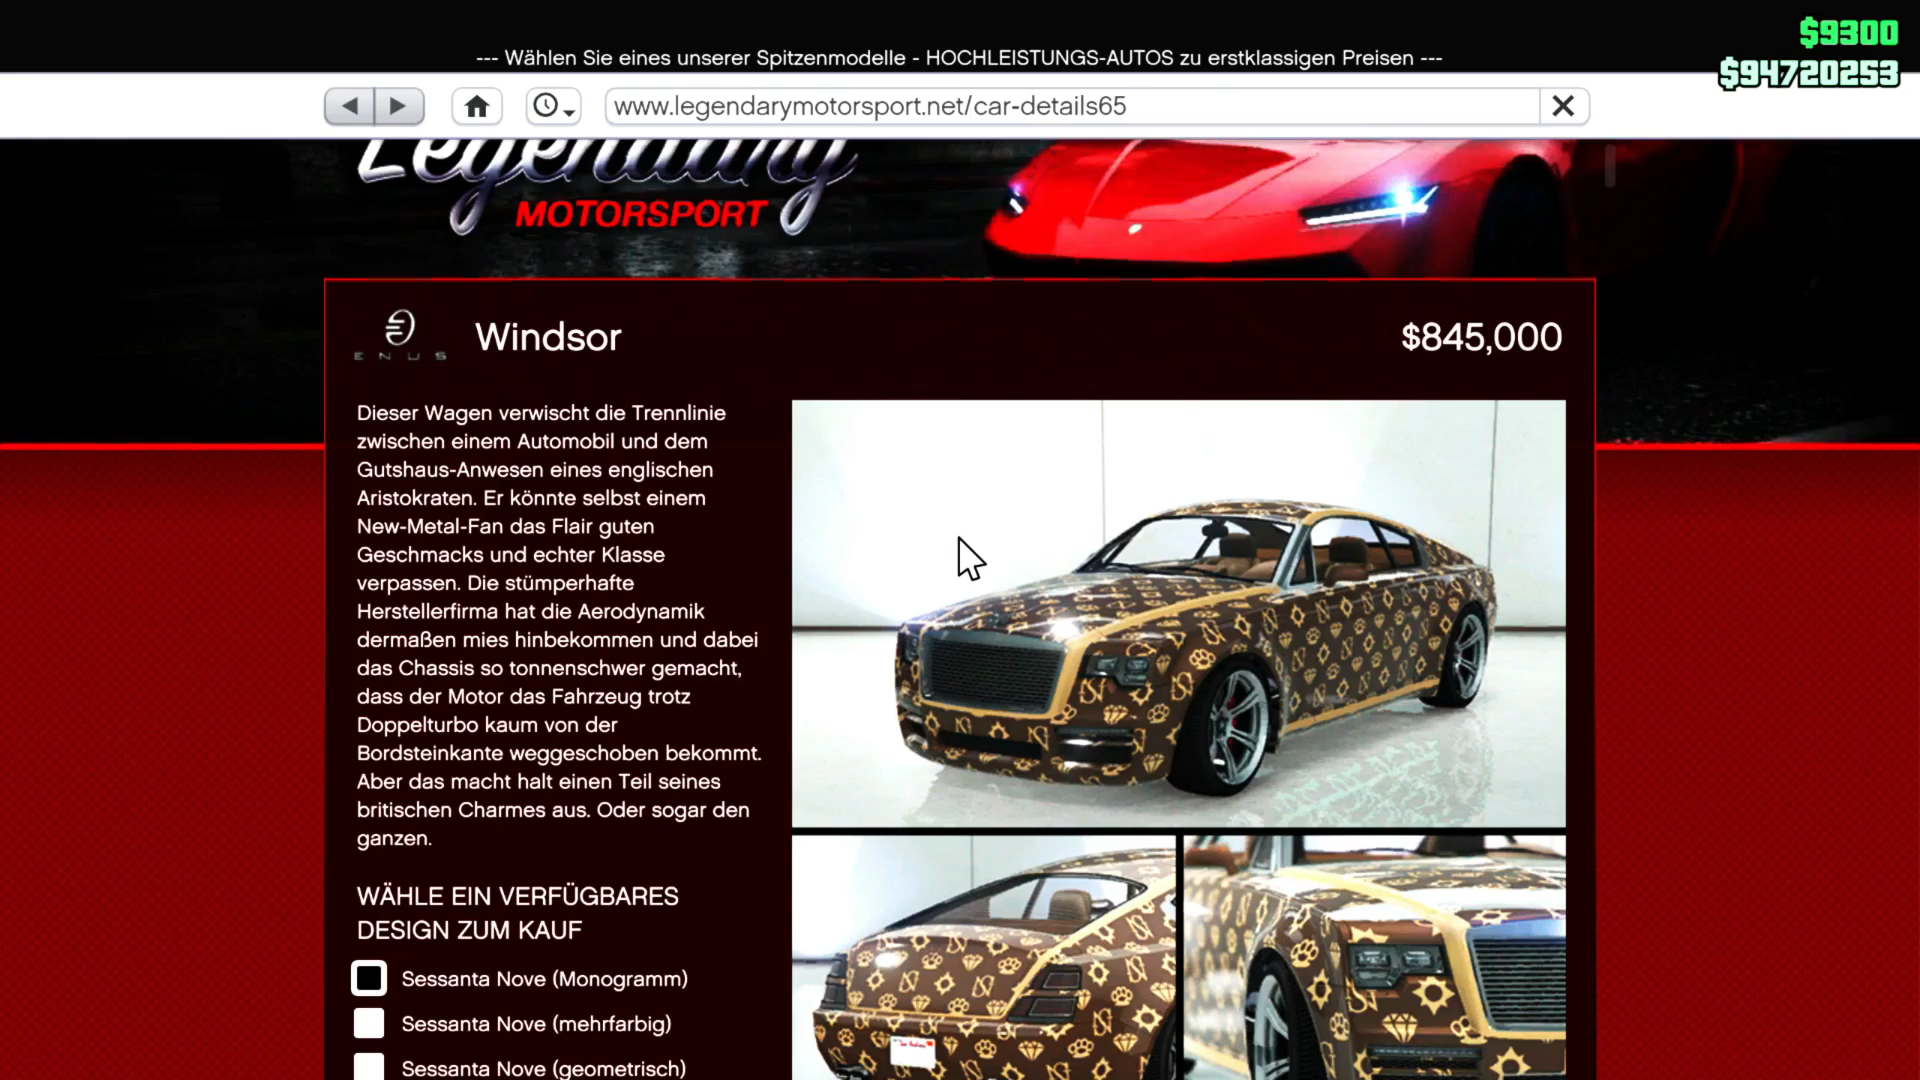 $9300
--- Wählen Sie eines unserer Spitzenmodelle - HOCHLEISTUNGS-AUTOS zu erstklassigen Preisen ---
$94720253
www.legendarymotorsport.net/car-details65
Legendary
MOTORSPORT
ENUS
Windsor
$845,000
Dieser Wagen verwischt die Trennlinie
zwischen einem Automobil und dem
Gutshaus-Anwesen eines englischen
Aristokraten. Er könnte selbst einem
New-Metal-Fan das Flair guten
Geschmacks und echter Klasse
verpassen. Die stümperhafte
Herstellerfirma hat die Aerodynamik
dermaßen mies hinbekommen und dabei
das Chassis so tonnenschwer gemacht,
dass der Motor das Fahrzeug trotz
Doppelturbo kaum von der
Bordsteinkante weggeschoben bekommt.
Aber das macht halt einen Teil seines
britischen Charmes aus. Oder sogar den
ganzen.
WÄHLE EIN VERFÜGBARES
DESIGN ZUM KAUF
Sessanta Nove (Monogramm)
Sessanta Nove (mehrfarbig)
Sessanta Nove (geometrisch)